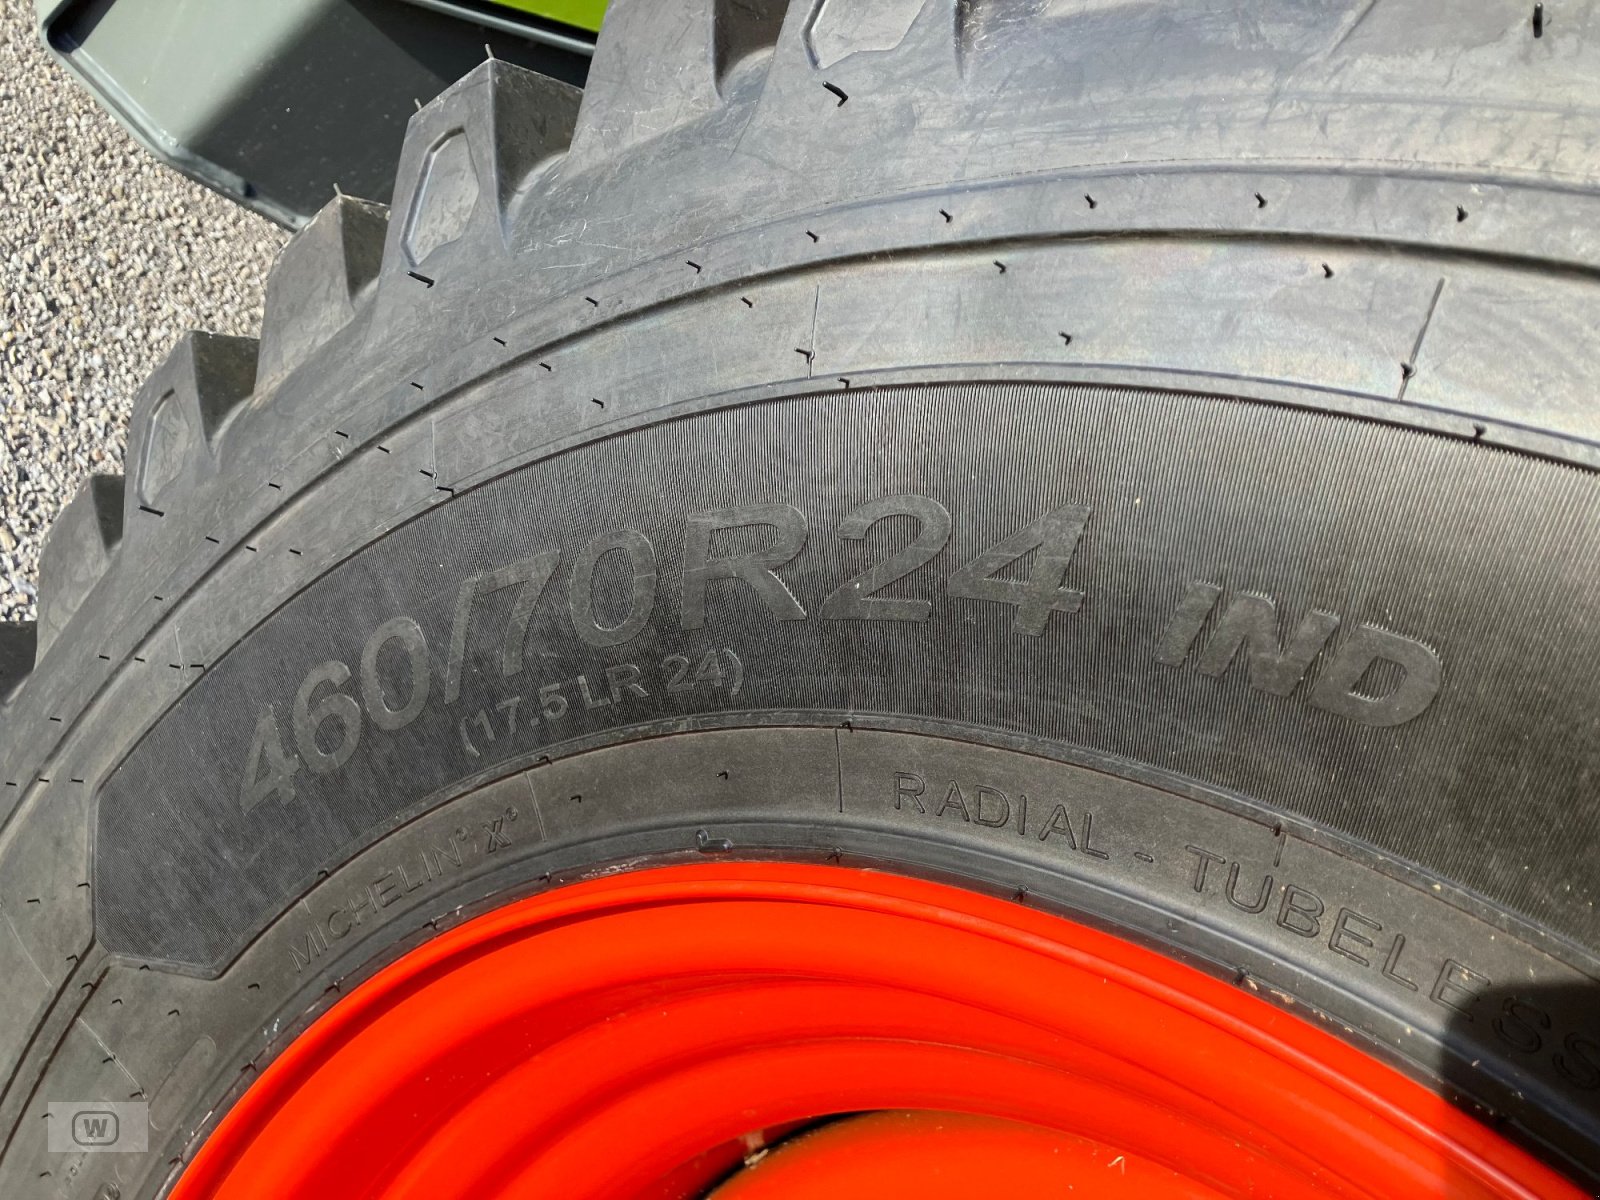 460/70R24 IND
(17.5 LR 24)
MICHELIN® X®
RADIAL - TUBELESS
W